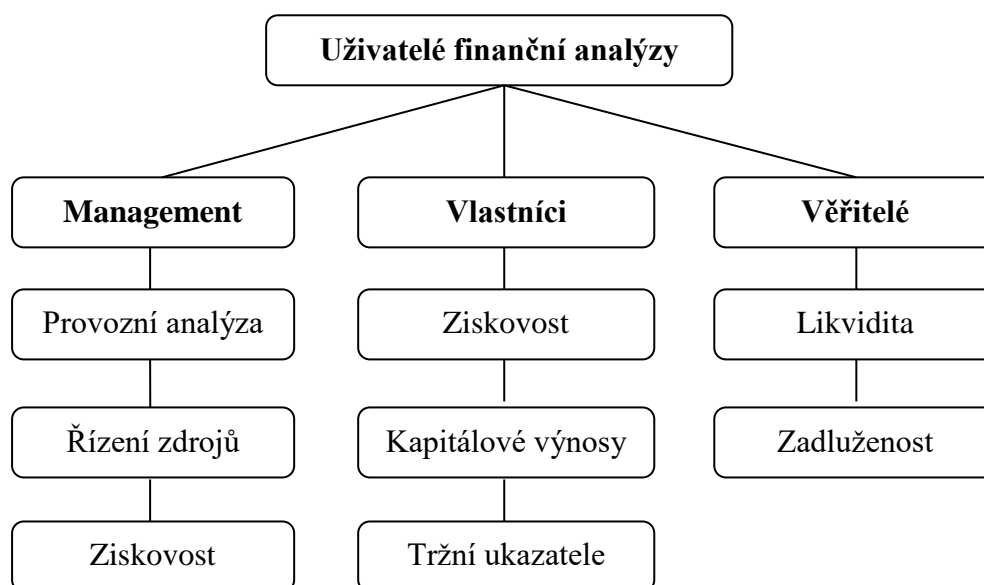 Uživatelé finanční analýzy
Management
Vlastníci
Věřitelé
Provozní analýza
Ziskovost
Likvidita
Řízení zdrojů
Kapitálové výnosy
Zadluženost
Ziskovost
Tržní ukazatele